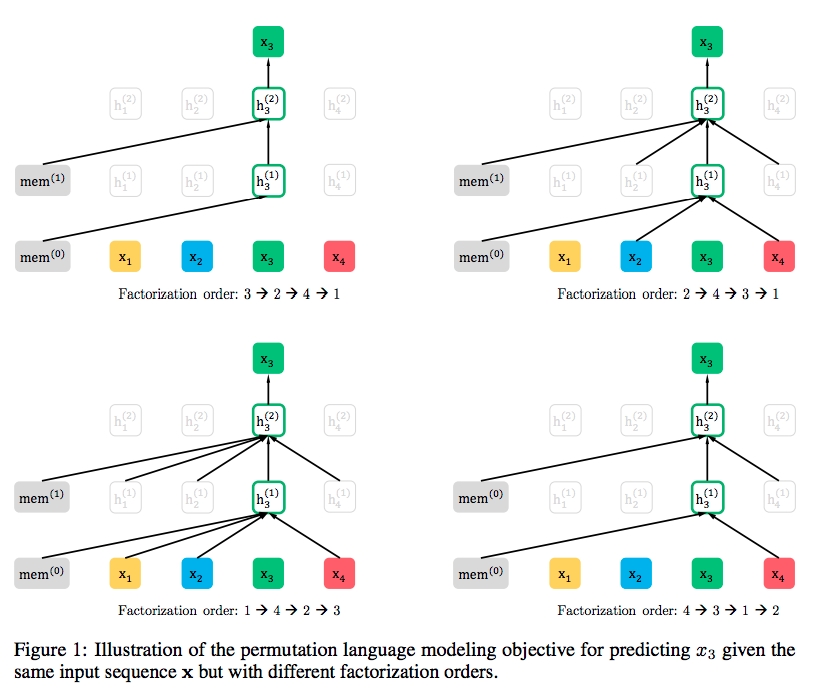 x₃ x₃
h₁⁽²⁾ h₂⁽²⁾ h₃⁽²⁾ h₄⁽²⁾ h₁⁽²⁾ h₂⁽²⁾ h₃⁽²⁾ h₄⁽²⁾
mem⁽¹⁾ h₁⁽¹⁾ h₂⁽¹⁾ h₃⁽¹⁾ h₄⁽¹⁾ mem⁽¹⁾ h₁⁽¹⁾ h₂⁽¹⁾ h₃⁽¹⁾ h₄⁽¹⁾
mem⁽⁰⁾ x₁ x₂ x₃ x₄ mem⁽⁰⁾ x₁ x₂ x₃ x₄
Factorization order: 3 → 2 → 4 → 1 Factorization order: 2 → 4 → 3 → 1
x₃ x₃
h₁⁽²⁾ h₂⁽²⁾ h₃⁽²⁾ h₄⁽²⁾ h₁⁽²⁾ h₂⁽²⁾ h₃⁽²⁾ h₄⁽²⁾
mem⁽¹⁾ h₁⁽¹⁾ h₂⁽¹⁾ h₃⁽¹⁾ h₄⁽¹⁾ mem⁽⁰⁾ h₁⁽¹⁾ h₂⁽¹⁾ h₃⁽¹⁾ h₄⁽¹⁾
mem⁽⁰⁾ x₁ x₂ x₃ x₄ mem⁽⁰⁾ x₁ x₂ x₃ x₄
Factorization order: 1 → 4 → 2 → 3 Factorization order: 4 → 3 → 1 → 2
Figure 1: Illustration of the permutation language modeling objective for predicting x₃ given the
same input sequence x but with different factorization orders.